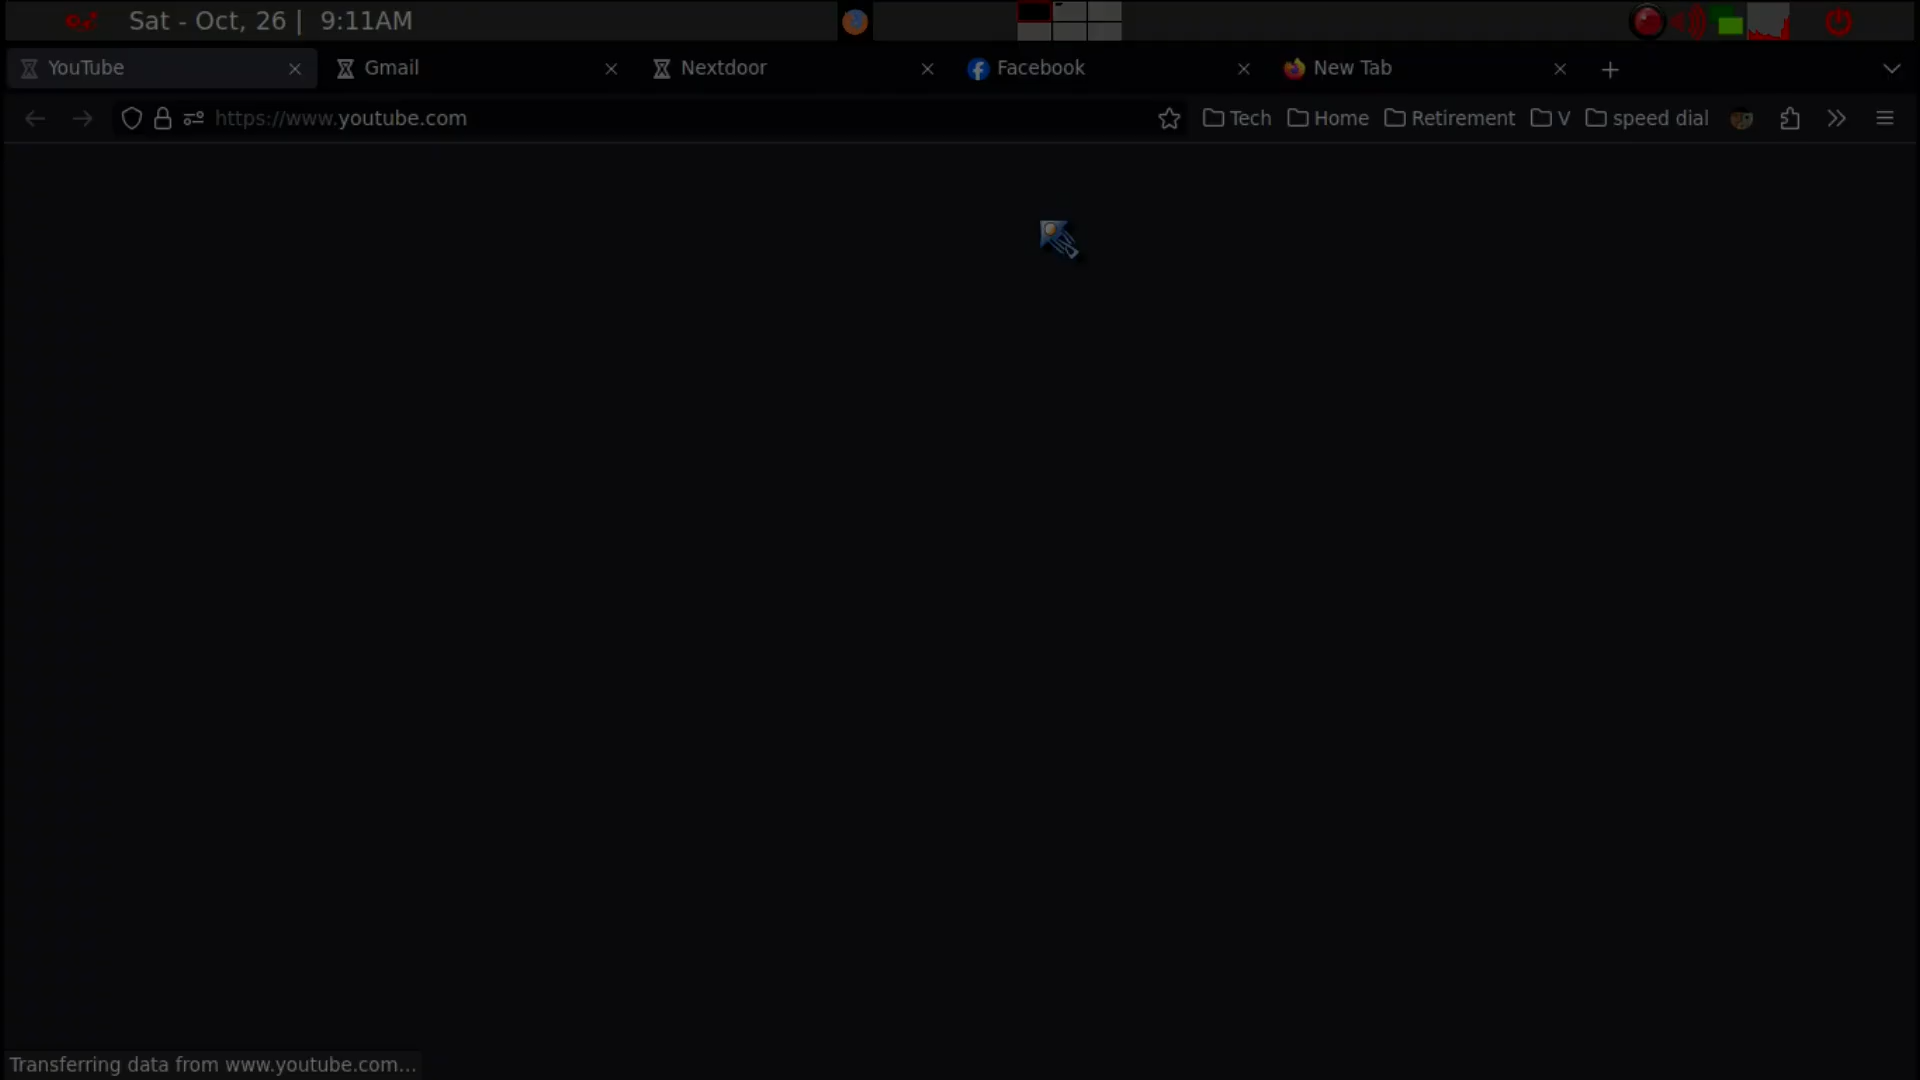 Sat - Oct, 26 | 9:11AM
YouTube
Gmail
Nextdoor
Facebook
New Tab
https://www.youtube.com
Tech
Home
Retirement
V
speed dial
Transferring data from www.youtube.com...